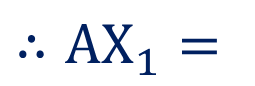 ∴ AX₁ =